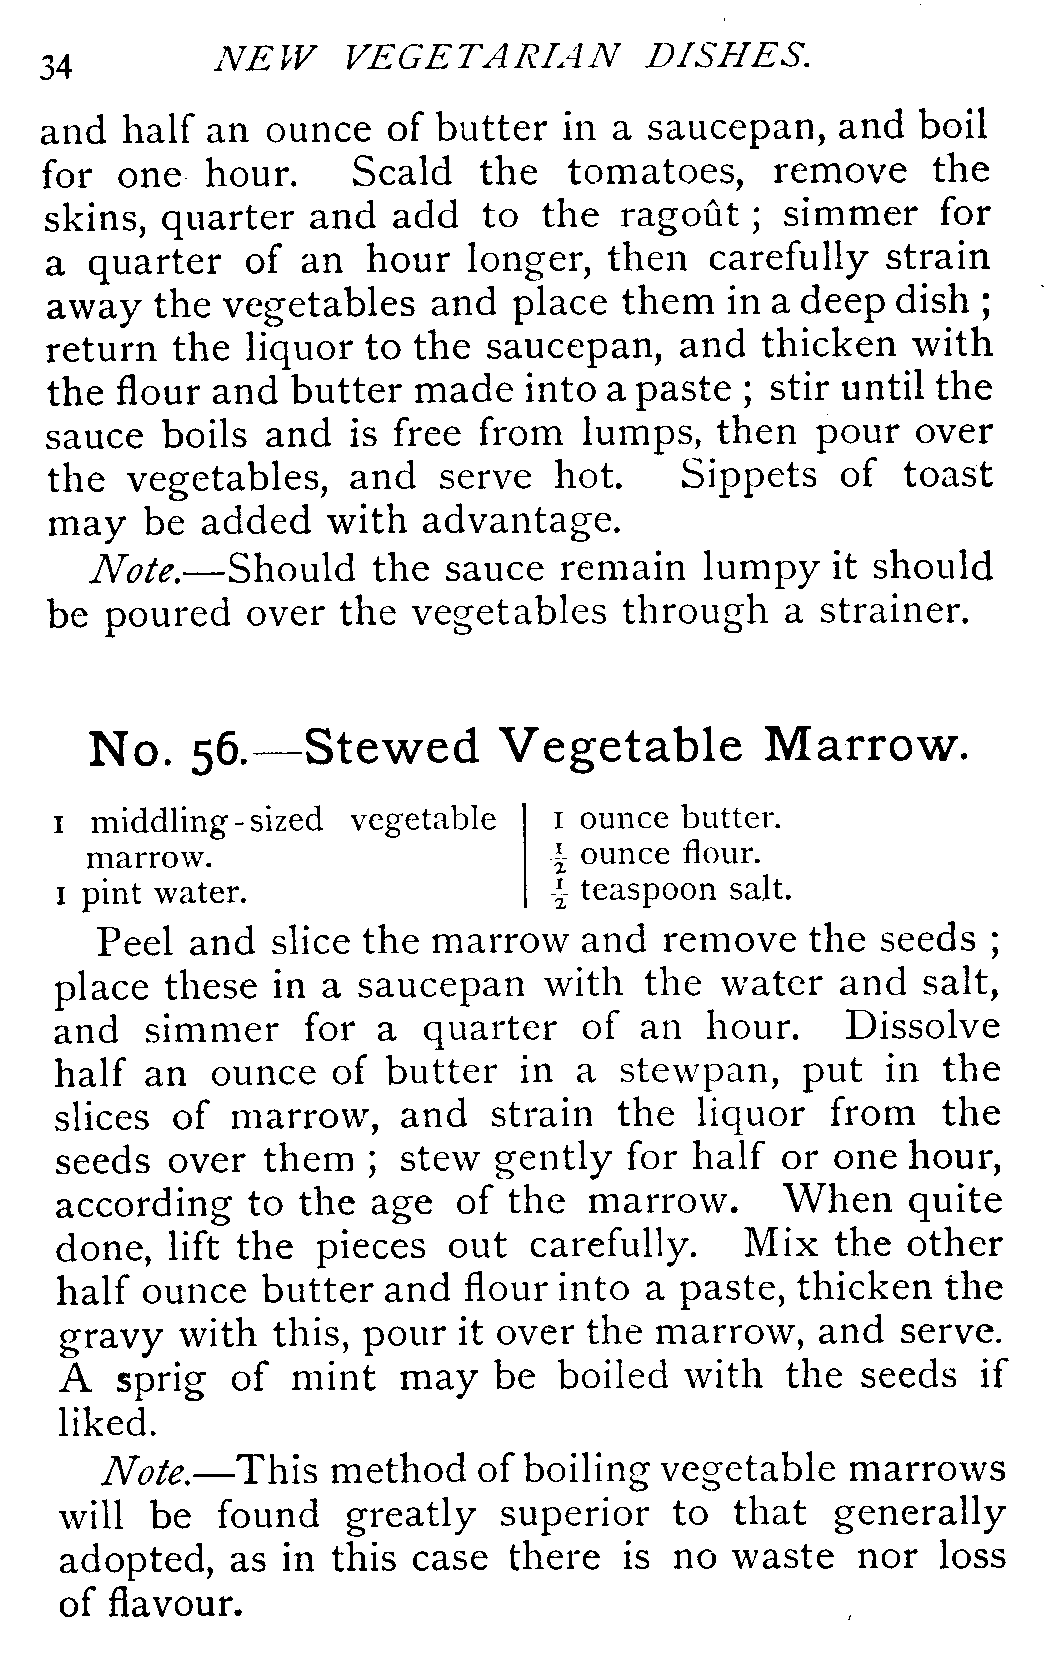 34 NEW VEGETARIAN DISHES.
and half an ounce of butter in a saucepan, and boil
for one hour. Scald the tomatoes, remove the
skins, quarter and add to the ragoût ; simmer for
a quarter of an hour longer, then carefully strain
away the vegetables and place them in a deep dish ;
return the liquor to the saucepan, and thicken with
the flour and butter made into a paste ; stir until the
sauce boils and is free from lumps, then pour over
the vegetables, and serve hot. Sippets of toast
may be added with advantage.
Note.—Should the sauce remain lumpy it should
be poured over the vegetables through a strainer.
No. 56.—Stewed Vegetable Marrow.
1 middling-sized vegetable
marrow.
1 pint water.
1 ounce butter.
½ ounce flour.
½ teaspoon salt.
Peel and slice the marrow and remove the seeds ;
place these in a saucepan with the water and salt,
and simmer for a quarter of an hour. Dissolve
half an ounce of butter in a stewpan, put in the
slices of marrow, and strain the liquor from the
seeds over them ; stew gently for half or one hour,
according to the age of the marrow. When quite
done, lift the pieces out carefully. Mix the other
half ounce butter and flour into a paste, thicken the
gravy with this, pour it over the marrow, and serve.
A sprig of mint may be boiled with the seeds if
liked.
Note.—This method of boiling vegetable marrows
will be found greatly superior to that generally
adopted, as in this case there is no waste nor loss
of flavour.